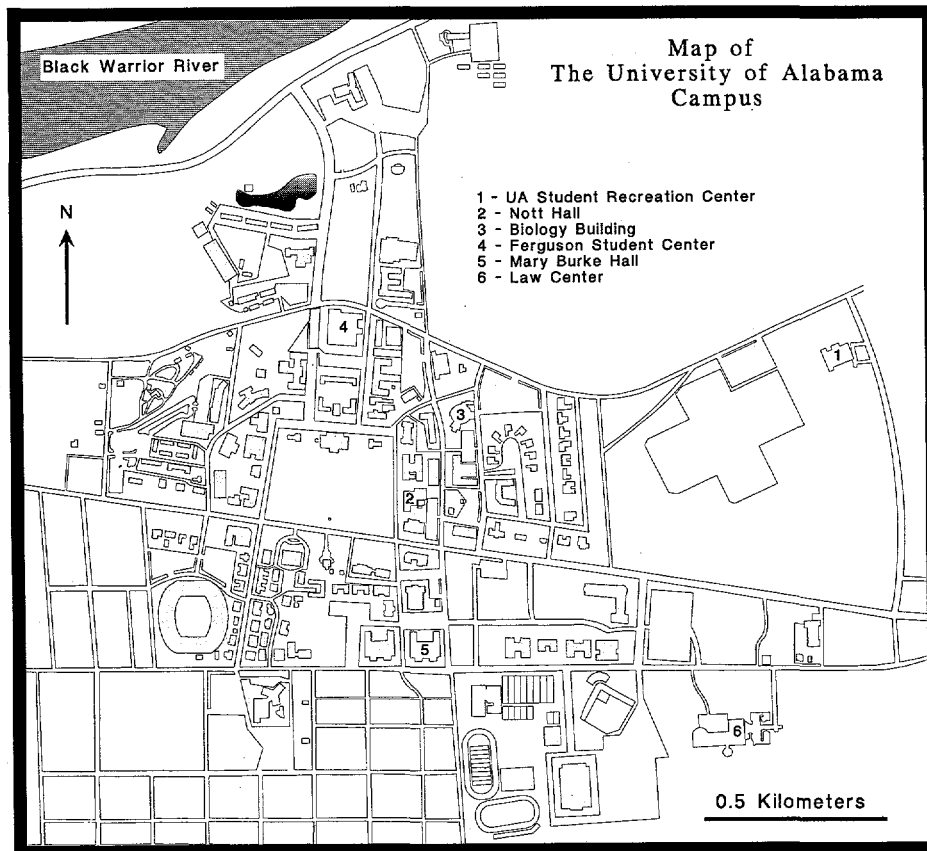 Black Warrior River
Map of
The University of Alabama
Campus
1 - UA Student Recreation Center
2 - Nott Hall
3 - Biology Building
4 - Ferguson Student Center
5 - Mary Burke Hall
6 - Law Center
N
4
1
3
2
5
6
0.5 Kilometers